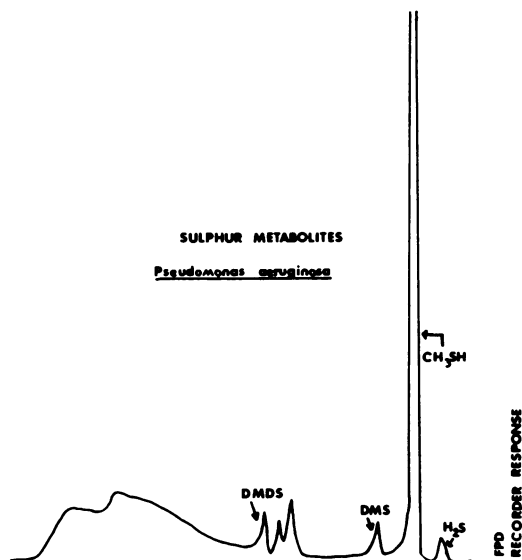 SULPHUR METABOLITES
Pseudomonas aeruginosa
CH3SH
DMDS
DMS
H2S
FPD
RECORDER RESPONSE